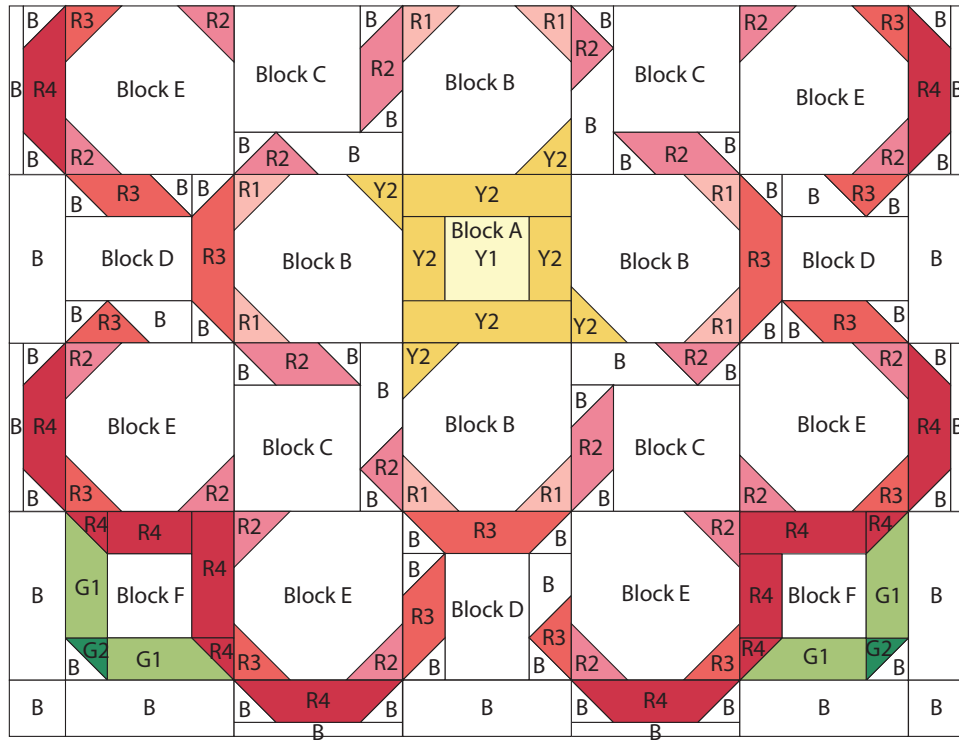 B R3 R2 B R1 R1 B R2 R3 B
B R4 Block E Block C R2 Block B R2 Block C Block E R4 B
B B
B R2 B R2 B Y2 B R2 B R2 B
B R3 B B R1 Y2 Y2 R1 B B R3 B
B Block D R3 Block B Y2 Block A Y1 Y2 Block B R3 Block D B
R3 B B R1 Y2 Y2 R1 B B R3 B
B R2 B R2 B Y2 B R2 B R2 B
B R4 Block E B Block C Block B B R2 Block C Block E R4 B
B R3 R2 R2 B R1 R1 B R2 R3 B
R4 R4 R2 B R3 B R2 R4 R4
B G1 Block F R4 Block E B R3 Block D B Block E R4 Block F G1 B
B G2 G1 R4 R3 R2 B R3 B R2 R3 R4 G1 G2 B
B B B R4 B B B R4 B B B
B B